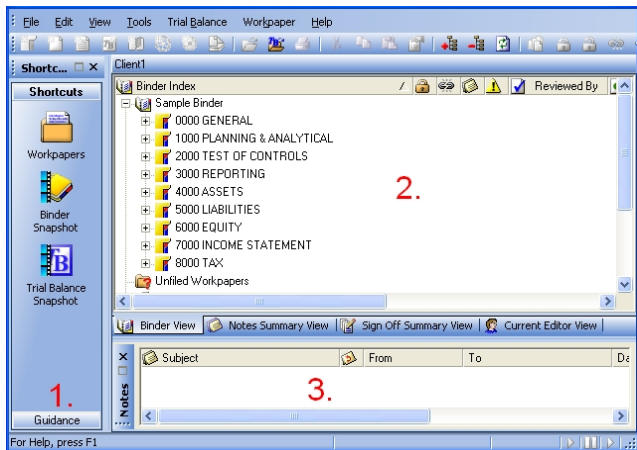 File Edit View Tools Trial Balance Workpaper Help
Shortc...
Client1
Shortcuts
Workpapers
Binder
Snapshot
Trial Balance
Snapshot
1.
Guidance
Binder Index / Reviewed By
Sample Binder
0000 GENERAL
1000 PLANNING & ANALYTICAL
2000 TEST OF CONTROLS
3000 REPORTING
4000 ASSETS
5000 LIABILITIES
6000 EQUITY
7000 INCOME STATEMENT
8000 TAX
Unfiled Workpapers
2.
Binder View Notes Summary View Sign Off Summary View Current Editor View
Notes
Subject From To Da
3.
For Help, press F1